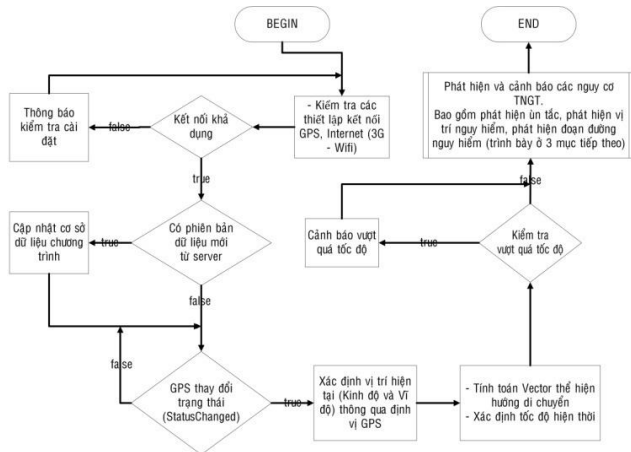 BEGIN
- Kiểm tra các
thiết lập kết nối
GPS, Internet (3G
- Wifi)
Kết nối khả
dụng
false
Thông báo
kiểm tra cài
đặt
true
Có phiên bản
dữ liệu mới
từ server
true
Cập nhật cơ sở
dữ liệu chương
trình
false
GPS thay đổi
trạng thái
(StatusChanged)
false
true
Xác định vị trí hiện
tại (Kinh độ và Vĩ
độ) thông qua định
vị GPS
- Tính toán Vector thể hiện
hướng di chuyển
- Xác định tốc độ hiện thời
Kiểm tra
vượt quá tốc độ
true
Cảnh báo vượt
quá tốc độ
false
Phát hiện và cảnh báo các nguy cơ
TNGT.
Bao gồm phát hiện ùn tắc, phát hiện vị
trí nguy hiểm, phát hiện đoạn đường
nguy hiểm (trình bày ở 3 mục tiếp theo)
END